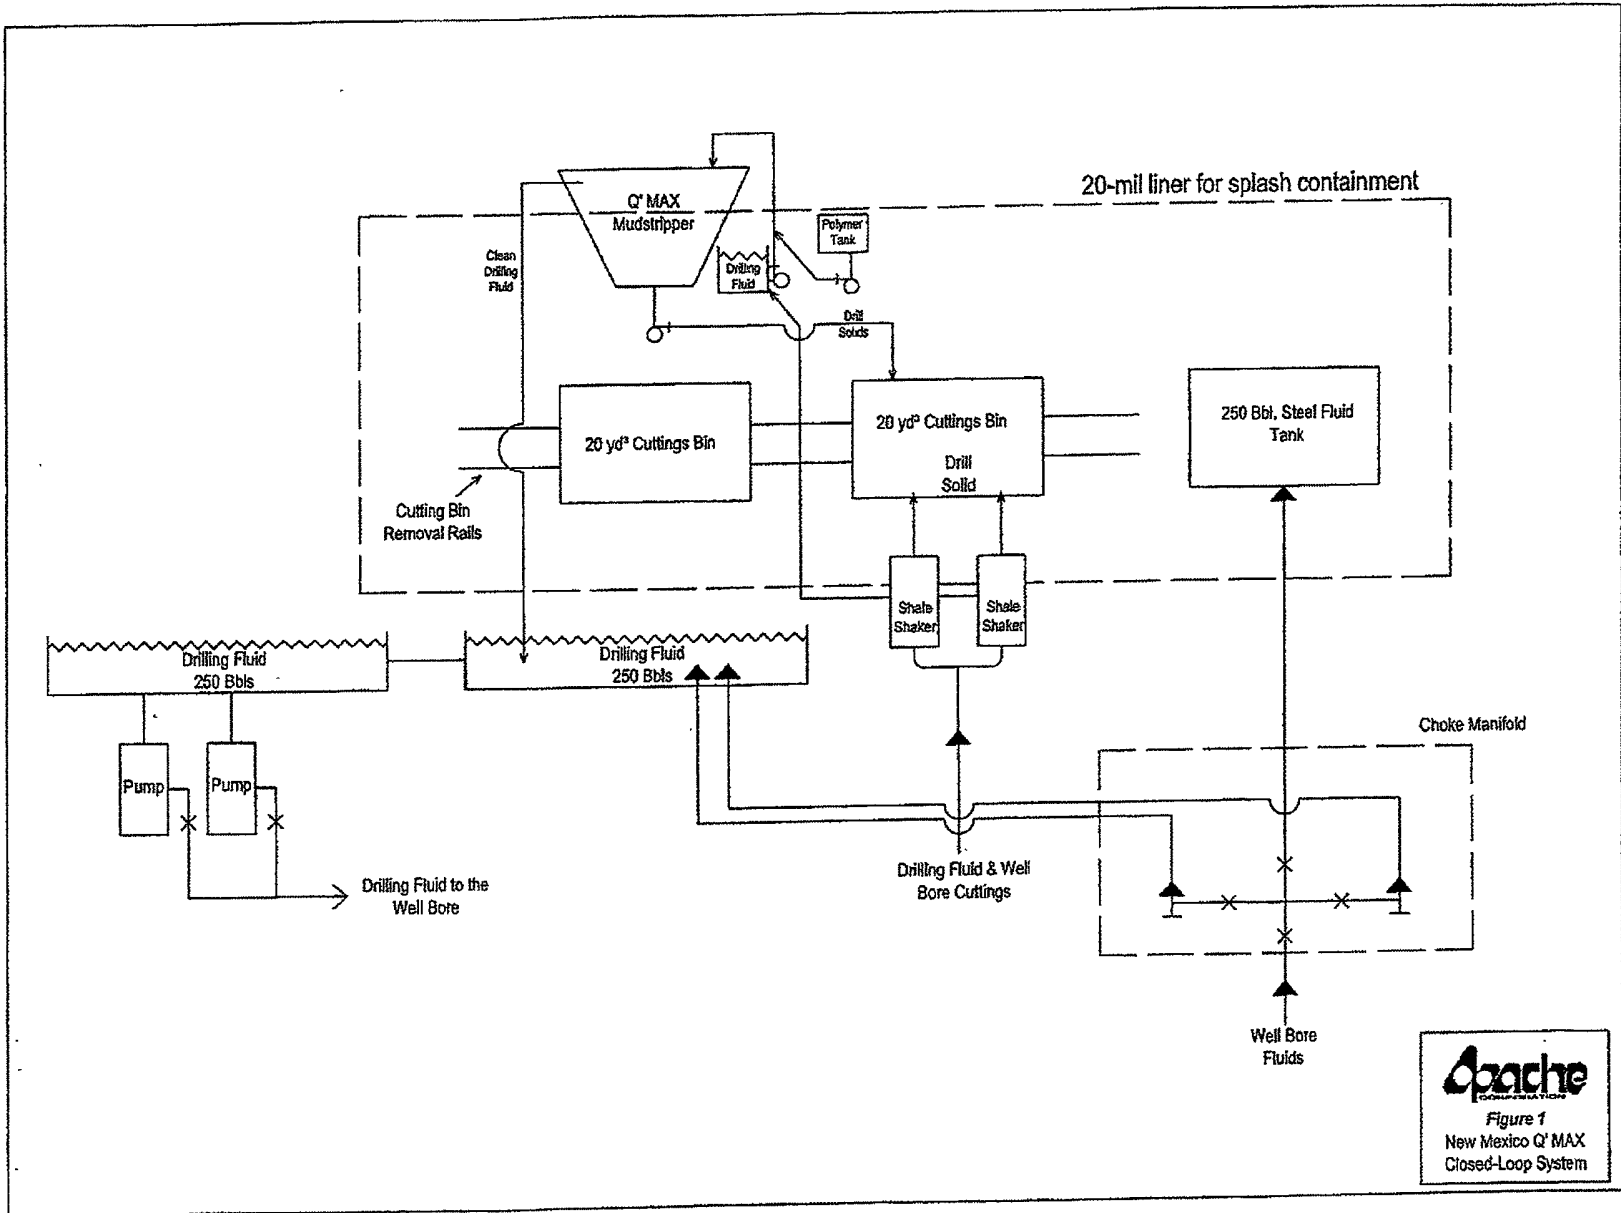 20-mil liner for splash containment
Q' MAX
Mudstripper
Polymer
Tank
Clean
Drilling
Fluid
Drilling
Fluid
Drill
Solids
20 yd³ Cuttings Bin
20 yd³ Cuttings Bin
Drill
Solid
250 Bbl. Steel Fluid
Tank
Cutting Bin
Removal Rails
Shale
Shaker
Shale
Shaker
Drilling Fluid
250 Bbls
Drilling Fluid
250 Bbls
Choke Manifold
Pump
Pump
Drilling Fluid to the
Well Bore
Drilling Fluid & Well
Bore Cuttings
Well Bore
Fluids
Apache
CORPORATION
Figure 1
New Mexico Q' MAX
Closed-Loop System